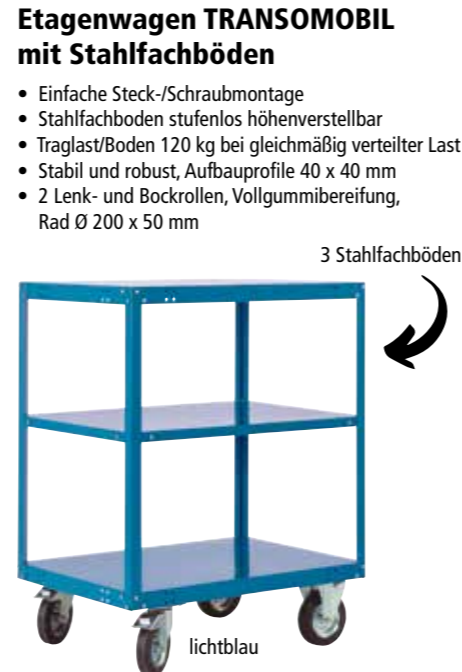 Etagenwagen TRANSOMOBIL
mit Stahlfachböden
• Einfache Steck-/Schraubmontage
• Stahlfachboden stufenlos höhenverstellbar
• Traglast/Boden 120 kg bei gleichmäßig verteilter Last
• Stabil und robust, Aufbauprofile 40 x 40 mm
• 2 Lenk- und Bockrollen, Vollgummibereifung,
Rad Ø 200 x 50 mm
3 Stahlfachböden
lichtblau